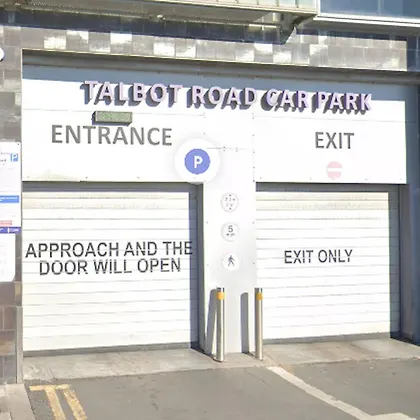 TALBOT ROAD CAR PARK
ENTRANCE
EXIT
P
5
APPROACH AND THE
DOOR WILL OPEN
EXIT ONLY